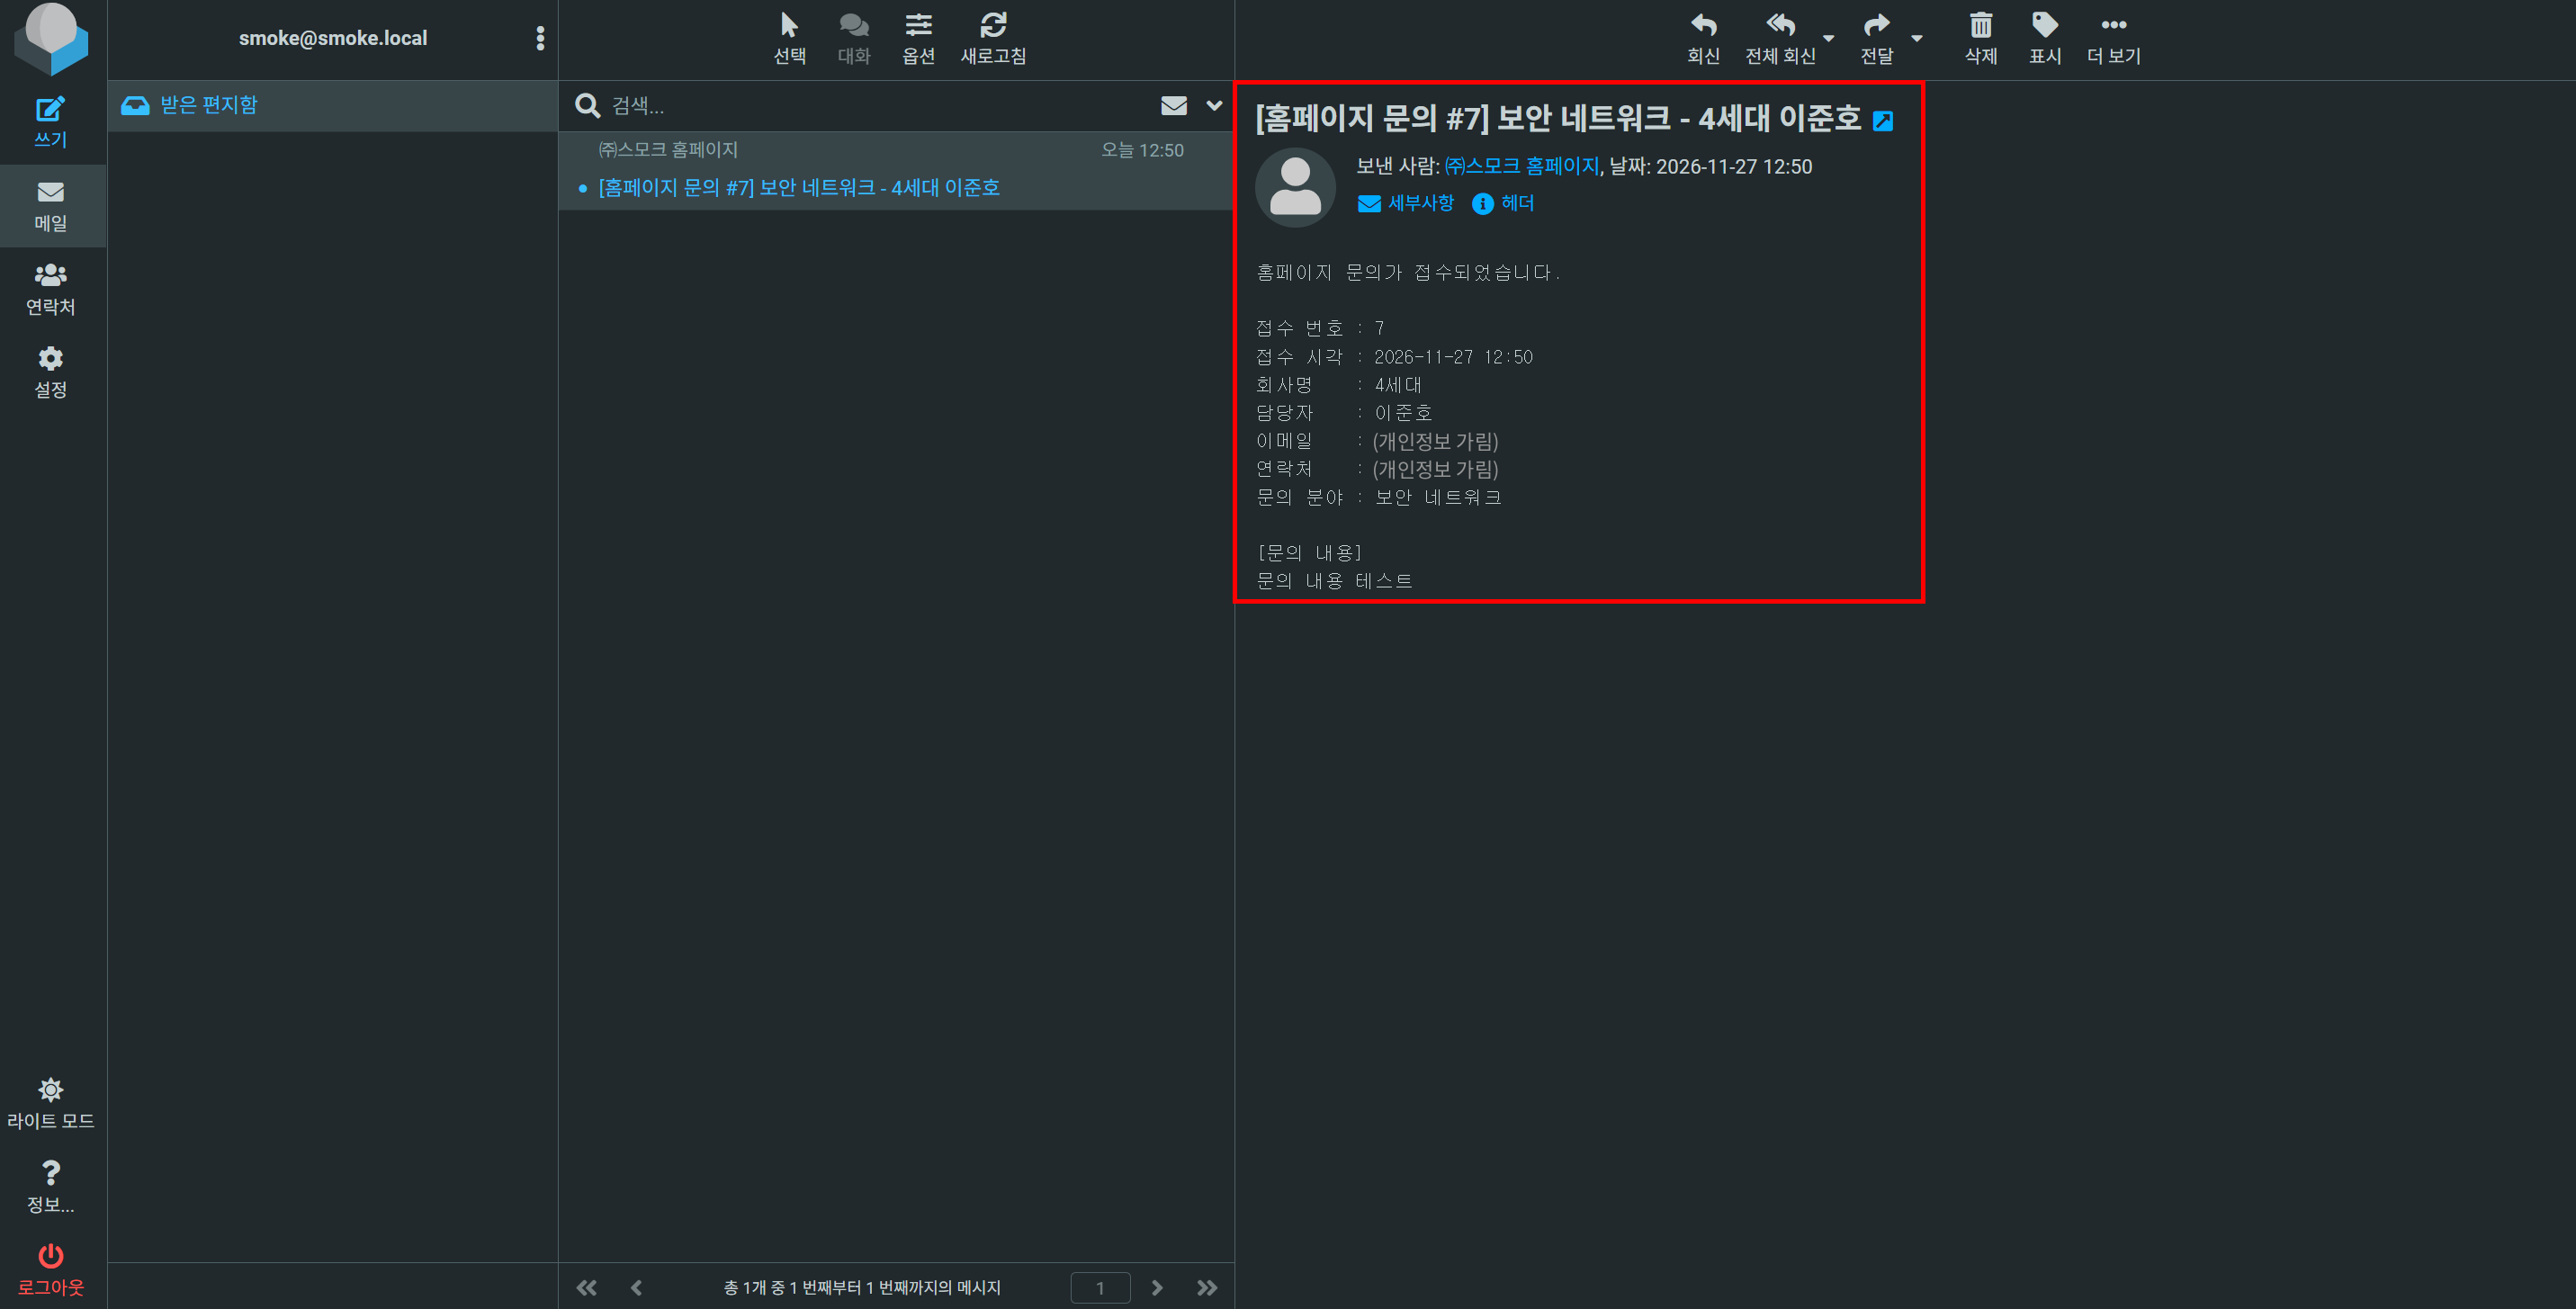 smoke@smoke.local
선택
대화
옵션
새로고침
회신
전체 회신
전달
삭제
표시
더 보기
쓰기
메일
연락처
설정
라이트 모드
정보...
로그아웃
받은 편지함
검색...
㈜스모크 홈페이지
오늘 12:50
[홈페이지 문의 #7] 보안 네트워크 - 4세대 이준호
총 1개 중 1 번째부터 1 번째까지의 메시지
1
[홈페이지 문의 #7] 보안 네트워크 - 4세대 이준호
보낸 사람: ㈜스모크 홈페이지, 날짜: 2026-11-27 12:50
세부사항 헤더
홈페이지 문의가 접수되었습니다.
접수 번호 : 7
접수 시각 : 2026-11-27 12:50
회사명 : 4세대
담당자 : 이준호
이메일 : (개인정보 가림)
연락처 : (개인정보 가림)
문의 분야 : 보안 네트워크
[문의 내용]
문의 내용 테스트